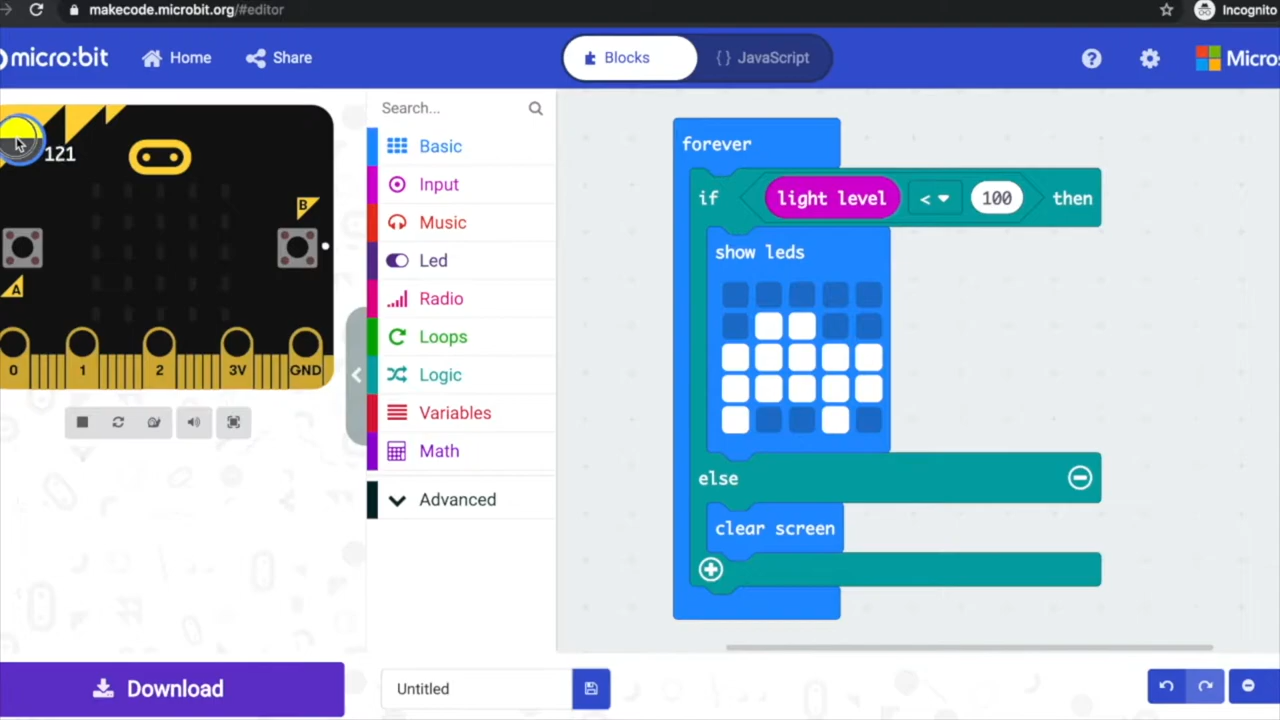 makecode.microbit.org/#editor
Incognito
micro:bit
Home
Share
Blocks
{ } JavaScript
?
Micros
121
B
A
0
1
2
3V
GND
Search...
Basic
Input
Music
Led
Radio
Loops
Logic
Variables
Math
Advanced
forever
if
light level
<
100
then
show leds
else
clear screen
Download
Untitled